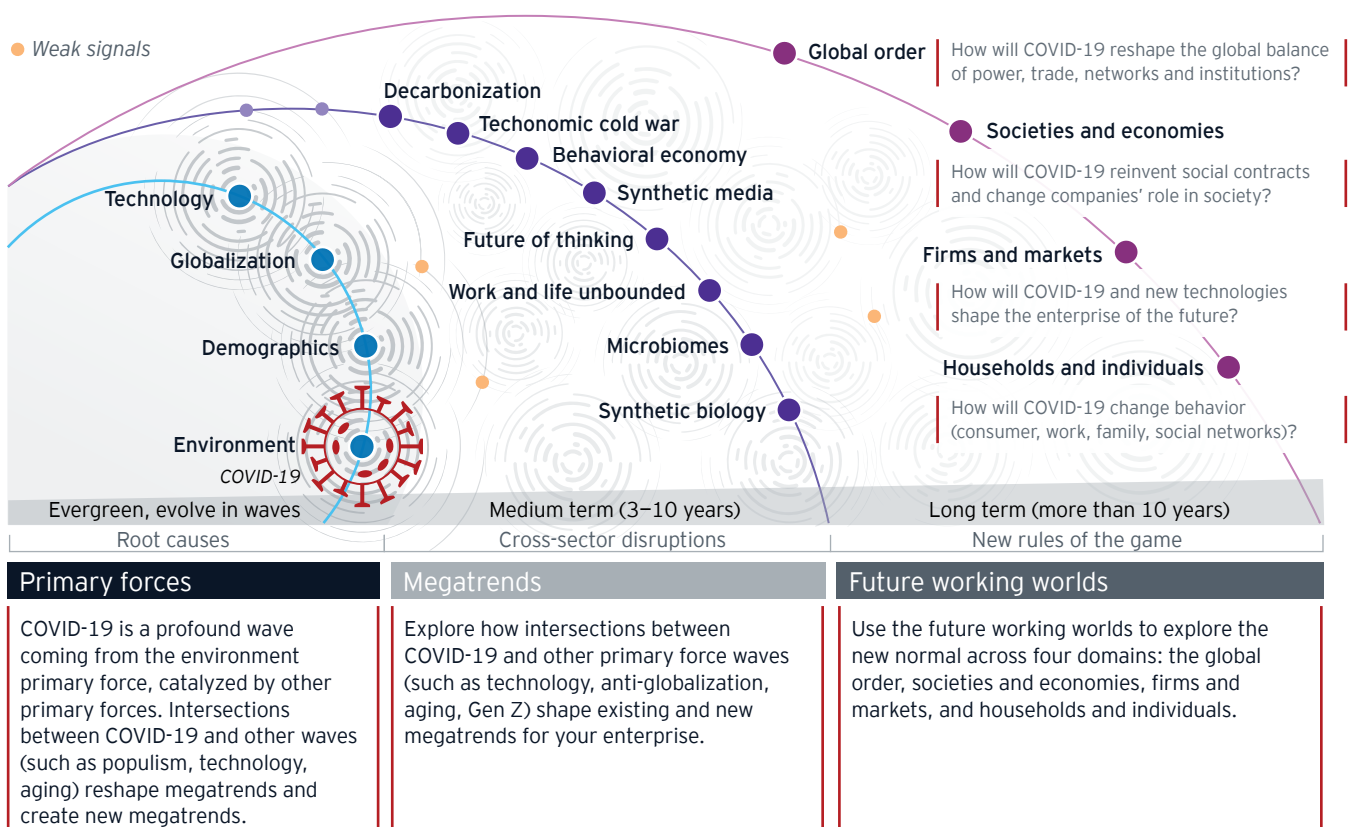 Weak signals
Global order
How will COVID-19 reshape the global balance
of power, trade, networks and institutions?
Decarbonization
Techonomic cold war
Behavioral economy
Synthetic media
Future of thinking
Work and life unbounded
Microbiomes
Synthetic biology
Societies and economies
How will COVID-19 reinvent social contracts
and change companies’ role in society?
Firms and markets
How will COVID-19 and new technologies
shape the enterprise of the future?
Households and individuals
How will COVID-19 change behavior
(consumer, work, family, social networks)?
Technology
Globalization
Demographics
Environment
COVID-19
Evergreen, evolve in waves
Medium term (3–10 years)
Long term (more than 10 years)
Root causes
Cross-sector disruptions
New rules of the game
Primary forces
COVID-19 is a profound wave
coming from the environment
primary force, catalyzed by other
primary forces. Intersections
between COVID-19 and other waves
(such as populism, technology,
aging) reshape megatrends and
create new megatrends.
Megatrends
Explore how intersections between
COVID-19 and other primary force waves
(such as technology, anti-globalization,
aging, Gen Z) shape existing and new
megatrends for your enterprise.
Future working worlds
Use the future working worlds to explore the
new normal across four domains: the global
order, societies and economies, firms and
markets, and households and individuals.